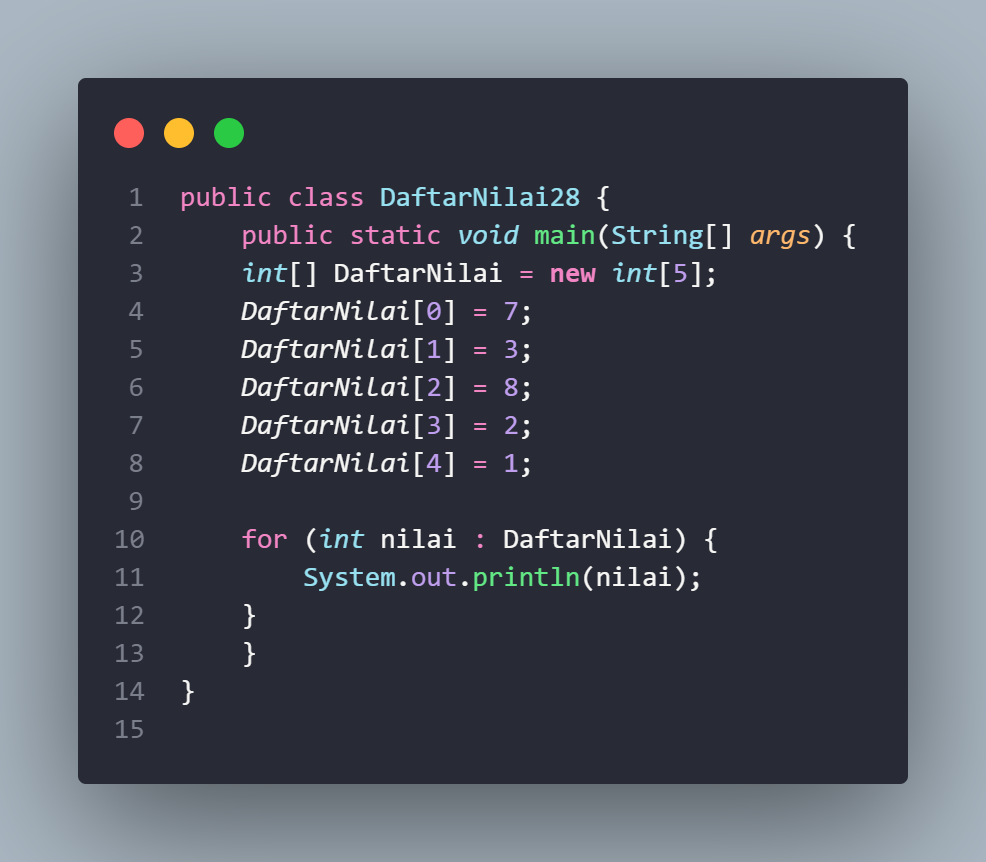 1 public class DaftarNilai28 {
2     public static void main(String[] args) {
3     int[] DaftarNilai = new int[5];
4     DaftarNilai[0] = 7;
5     DaftarNilai[1] = 3;
6     DaftarNilai[2] = 8;
7     DaftarNilai[3] = 2;
8     DaftarNilai[4] = 1;
9
10     for (int nilai : DaftarNilai) {
11         System.out.println(nilai);
12     }
13     }
14 }
15